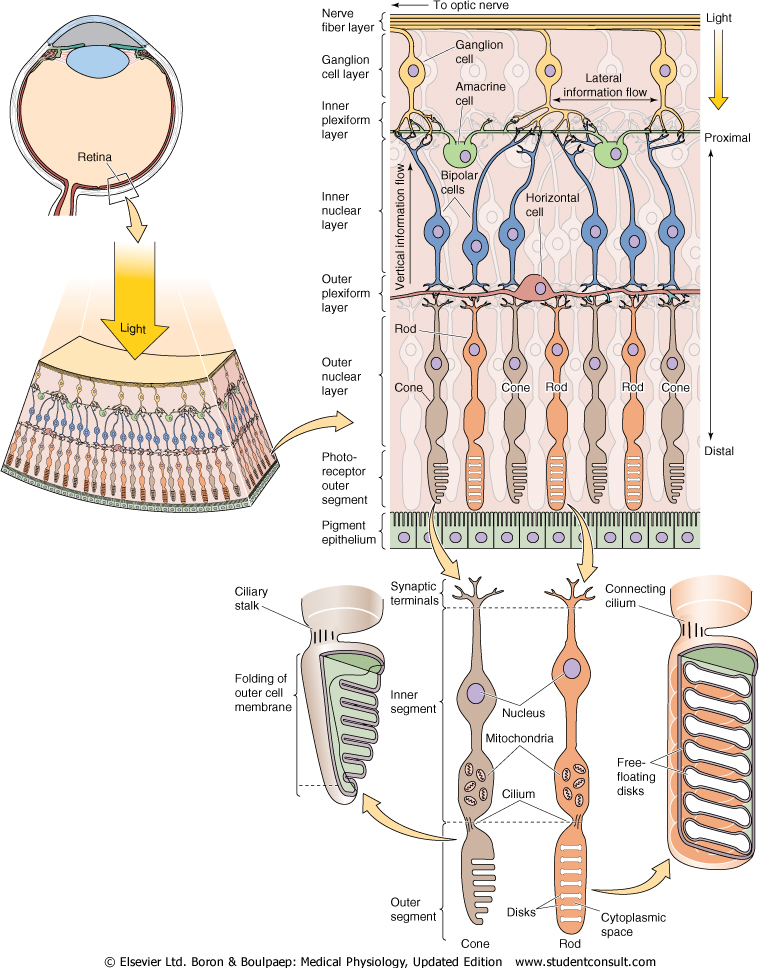 To optic nerve
Nerve
fiber layer
Light
Ganglion
cell layer
Ganglion
cell
Amacrine
cell
Lateral
information flow
Inner
plexiform
layer
Proximal
Retina
Bipolar
cells
Horizontal
cell
Inner
nuclear
layer
Vertical information flow
Outer
plexiform
layer
Light
Rod
Outer
nuclear
layer
Cone
Cone
Rod
Rod
Cone
Distal
Photo-
receptor
outer
segment
Pigment
epithelium
Ciliary
stalk
Synaptic
terminals
Connecting
cilium
Folding of
outer cell
membrane
Inner
segment
Nucleus
Mitochondria
Free-
floating
disks
Cilium
Outer
segment
Disks
Cytoplasmic
space
Cone
Rod
© Elsevier Ltd. Boron & Boulpaep: Medical Physiology, Updated Edition www.studentconsult.com